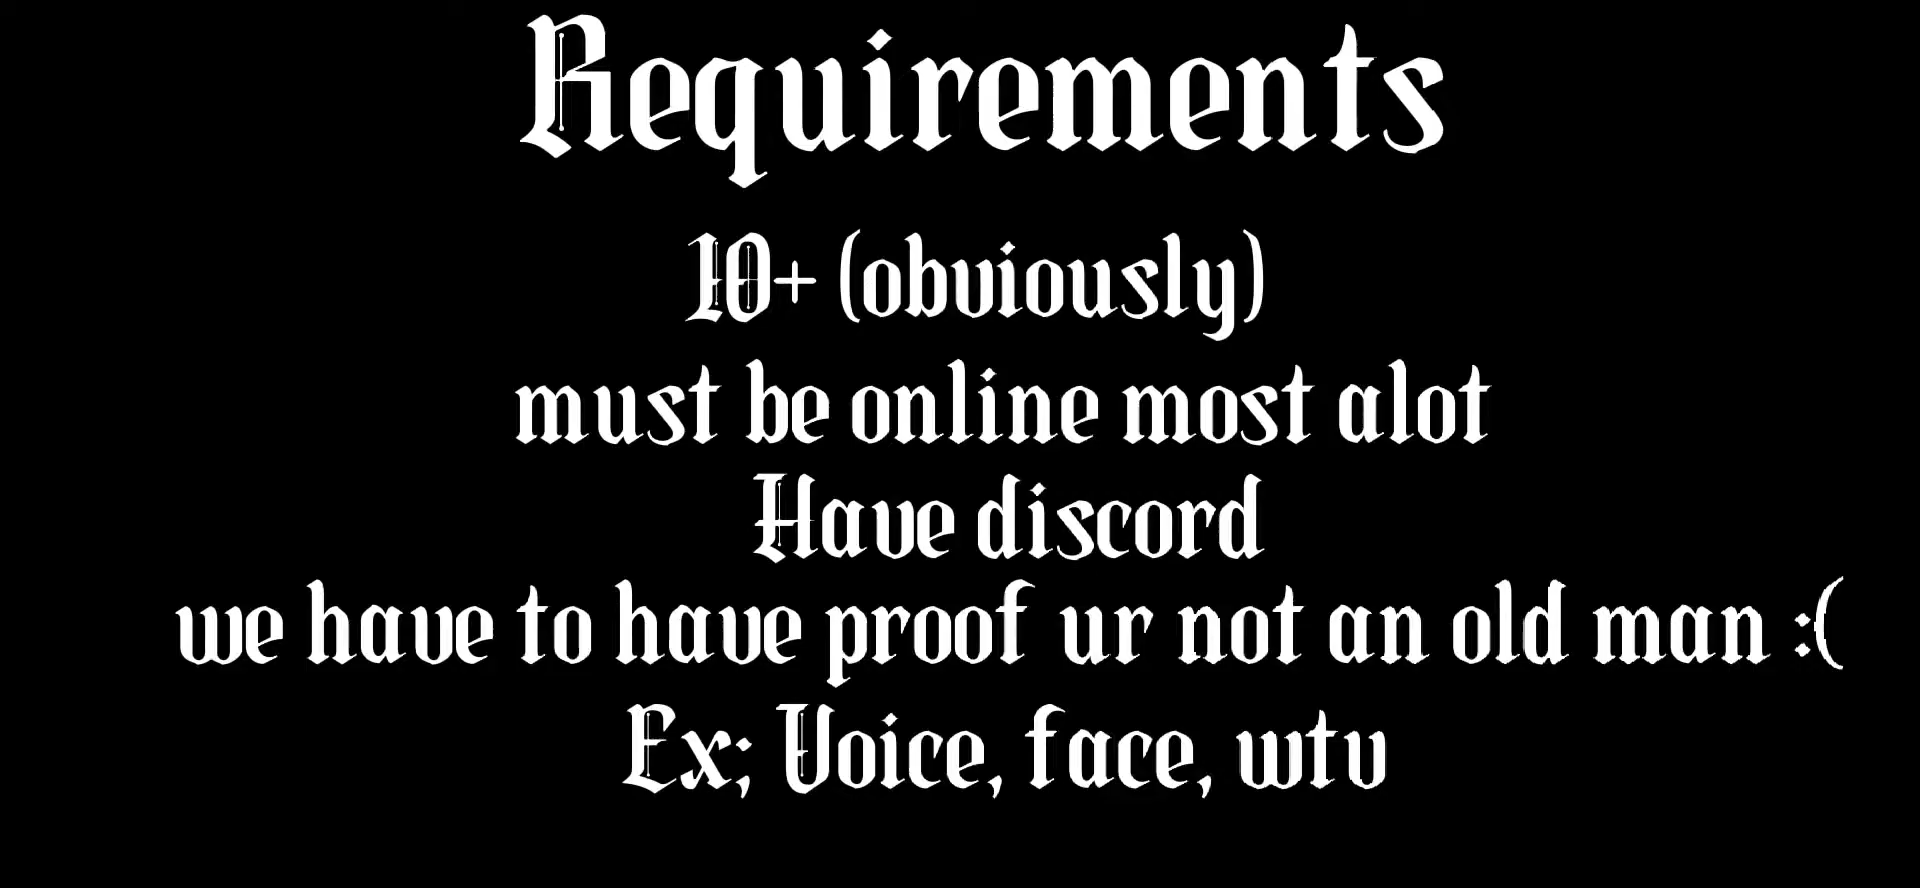 Requirements
10+ (obviously)
must be online most alot
Have discord
we have to have proof ur not an old man :(
Ex; Voice, face, wtv